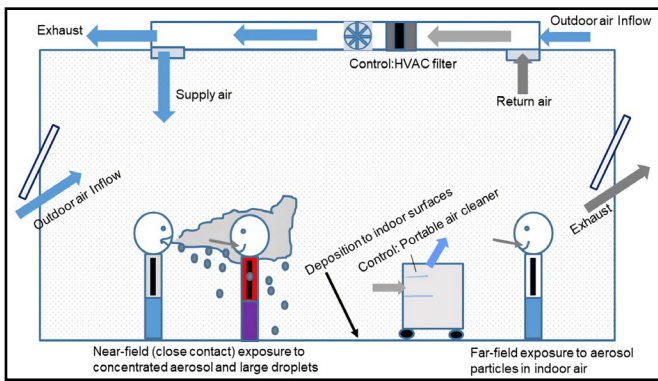 Exhaust
Outdoor air Inflow
Control:HVAC filter
Supply air
Return air
Outdoor air Inflow
Deposition to indoor surfaces
Control: Portable air cleaner
Exhaust
Near-field (close contact) exposure to
concentrated aerosol and large droplets
Far-field exposure to aerosol
particles in indoor air